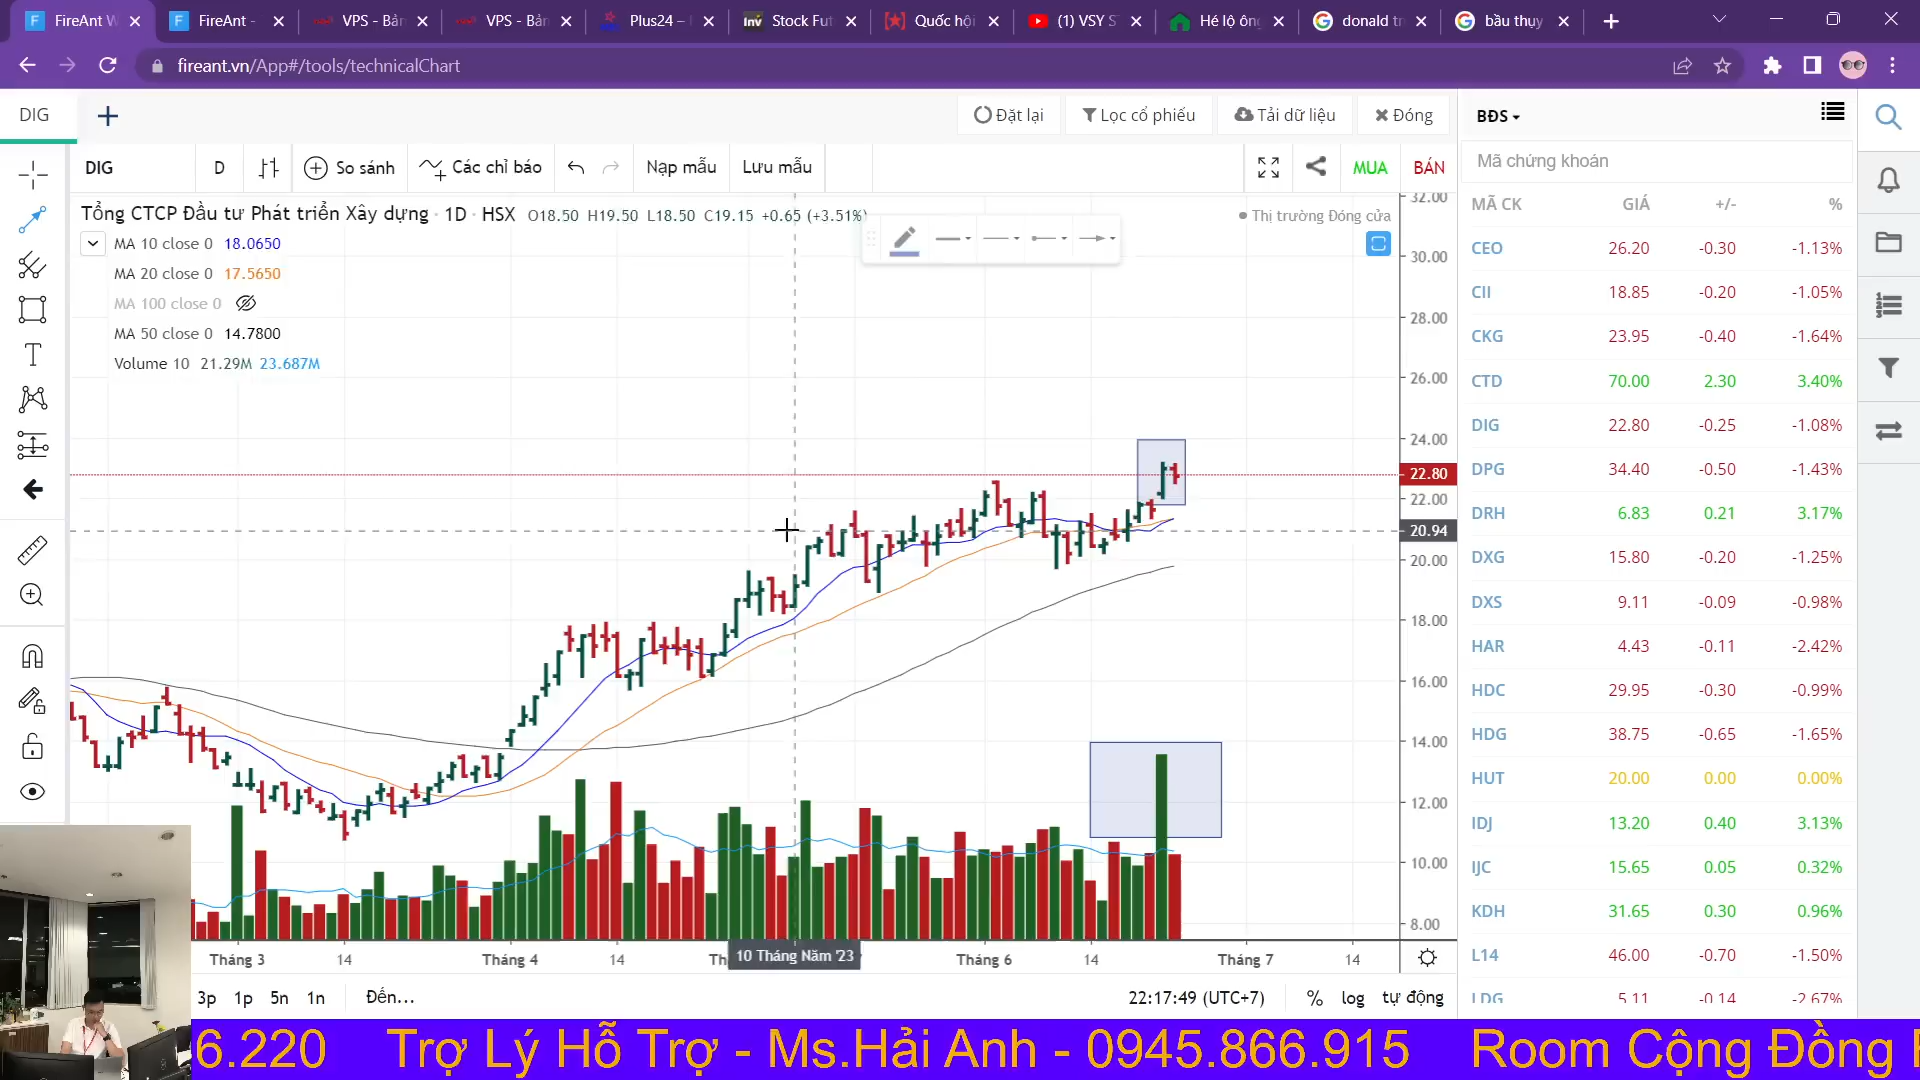 FireAnt W
FireAnt -
VPS - Bản
VPS - Bản
Plus24 –
Stock Fut
Quốc hội
(1) VSY S
Hé lộ ôn
donald tr
bầu thụy
fireant.vn/App#/tools/technicalChart
DIG
Đặt lại
Lọc cổ phiếu
Tải dữ liệu
Đóng
DIG
D
So sánh
Các chỉ báo
Nạp mẫu
Lưu mẫu
MUA
BÁN
Tổng CTCP Đầu tư Phát triển Xây dựng · 1D · HSX O18.50 H19.50 L18.50 C19.15 +0.65 (+3.51%)
Thị trường Đóng cửa
MA 10 close 0 18.0650
MA 20 close 0 17.5650
MA 100 close 0
MA 50 close 0 14.7800
Volume 10 21.29M 23.687M
32.00
30.00
28.00
26.00
24.00
22.80
22.00
20.94
20.00
18.00
16.00
14.00
12.00
10.00
8.00
Tháng 3
14
Tháng 4
14
10 Tháng Năm '23
Tháng 6
14
Tháng 7
14
3p 1p 5n 1n Đến...
22:17:49 (UTC+7) % log tự động
BĐS
Mã chứng khoán
MÃ CK GIÁ +/- %
CEO 26.20 -0.30 -1.13%
CII 18.85 -0.20 -1.05%
CKG 23.95 -0.40 -1.64%
CTD 70.00 2.30 3.40%
DIG 22.80 -0.25 -1.08%
DPG 34.40 -0.50 -1.43%
DRH 6.83 0.21 3.17%
DXG 15.80 -0.20 -1.25%
DXS 9.11 -0.09 -0.98%
HAR 4.43 -0.11 -2.42%
HDC 29.95 -0.30 -0.99%
HDG 38.75 -0.65 -1.65%
HUT 20.00 0.00 0.00%
IDJ 13.20 0.40 3.13%
IJC 15.65 0.05 0.32%
KDH 31.65 0.30 0.96%
L14 46.00 -0.70 -1.50%
LDG 5.11 -0.14 -2.67%
6.220 Trợ Lý Hỗ Trợ - Ms.Hải Anh - 0945.866.915 Room Cộng Đồng